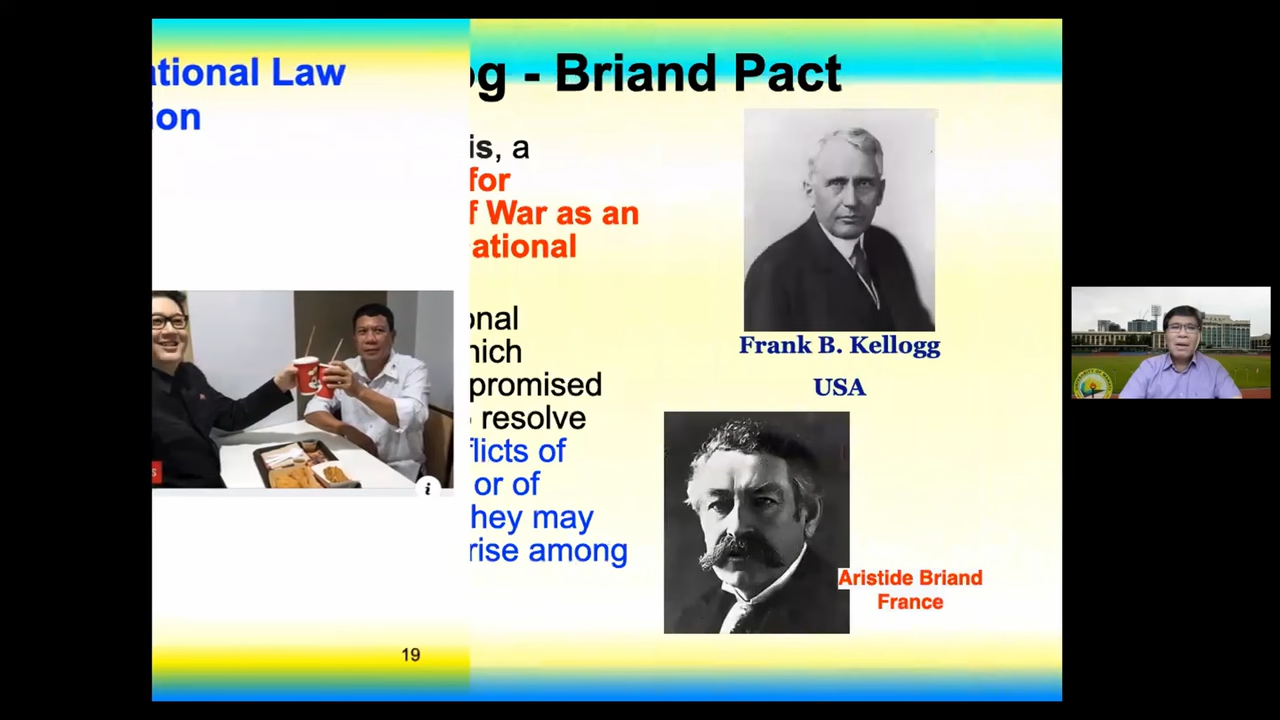 ational Law
ion
19
og - Briand Pact
is, a
for
f War as an
ational
onal
hich
promised
resolve
flicts of
or of
hey may
rise among
Frank B. Kellogg
USA
Aristide Briand
France